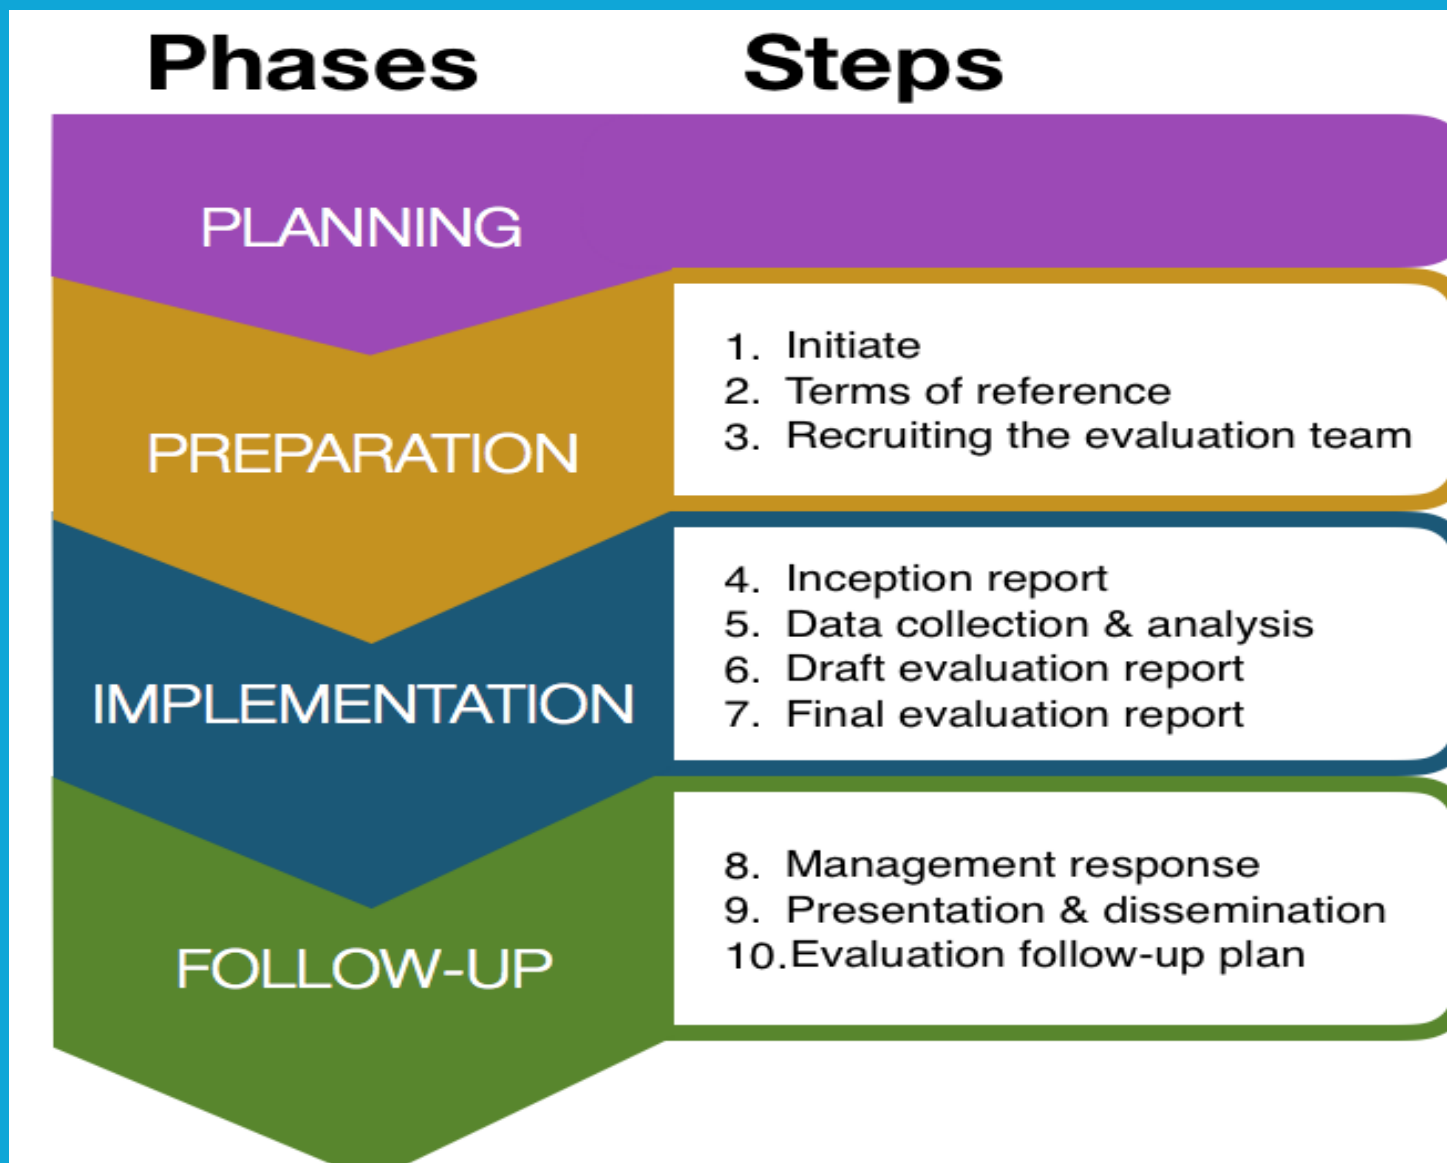 Phases
Steps
PLANNING
PREPARATION
1. Initiate
2. Terms of reference
3. Recruiting the evaluation team
IMPLEMENTATION
4. Inception report
5. Data collection & analysis
6. Draft evaluation report
7. Final evaluation report
FOLLOW-UP
8. Management response
9. Presentation & dissemination
10.Evaluation follow-up plan